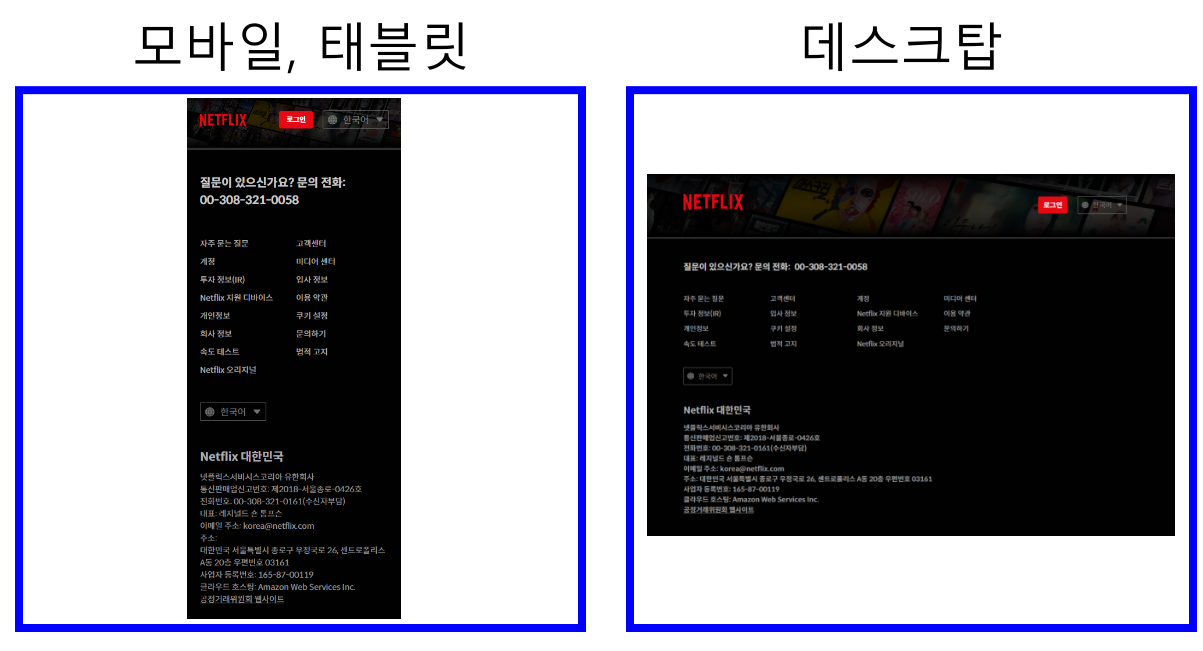 모바일, 태블릿
NETFLIX
로그인
한국어
질문이 있으신가요? 문의 전화:
00-308-321-0058
자주 묻는 질문 고객센터
계정 미디어 센터
투자 정보(IR) 입사 정보
Netflix 지원 디바이스 이용 약관
개인정보 쿠키 설정
회사 정보 문의하기
속도 테스트 법적 고지
Netflix 오리지널
한국어
Netflix 대한민국
넷플릭스서비시스코리아 유한회사
통신판매업신고번호: 제2018-서울종로-0426호
전화번호: 00-308-321-0161(수신자부담)
대표: 레지널드 숀 톰프슨
이메일 주소: korea@netflix.com
주소:
대한민국 서울특별시 종로구 우정국로 26, 센트로폴리스
A동 20층 우편번호 03161
사업자 등록번호: 165-87-00119
클라우드 호스팅: Amazon Web Services Inc.
공정거래위원회 웹사이트
데스크탑
NETFLIX
로그인
한국어
질문이 있으신가요? 문의 전화: 00-308-321-0058
자주 묻는 질문 고객센터 계정 미디어 센터
투자 정보(IR) 입사 정보 Netflix 지원 디바이스 이용 약관
개인정보 쿠키 설정 회사 정보 문의하기
속도 테스트 법적 고지 Netflix 오리지널
한국어
Netflix 대한민국
넷플릭스서비시스코리아 유한회사
통신판매업신고번호: 제2018-서울종로-0426호
전화번호: 00-308-321-0161(수신자부담)
대표: 레지널드 숀 톰프슨
이메일 주소: korea@netflix.com
주소: 대한민국 서울특별시 종로구 우정국로 26, 센트로폴리스 A동 20층 우편번호 03161
사업자 등록번호: 165-87-00119
클라우드 호스팅: Amazon Web Services Inc.
공정거래위원회 웹사이트